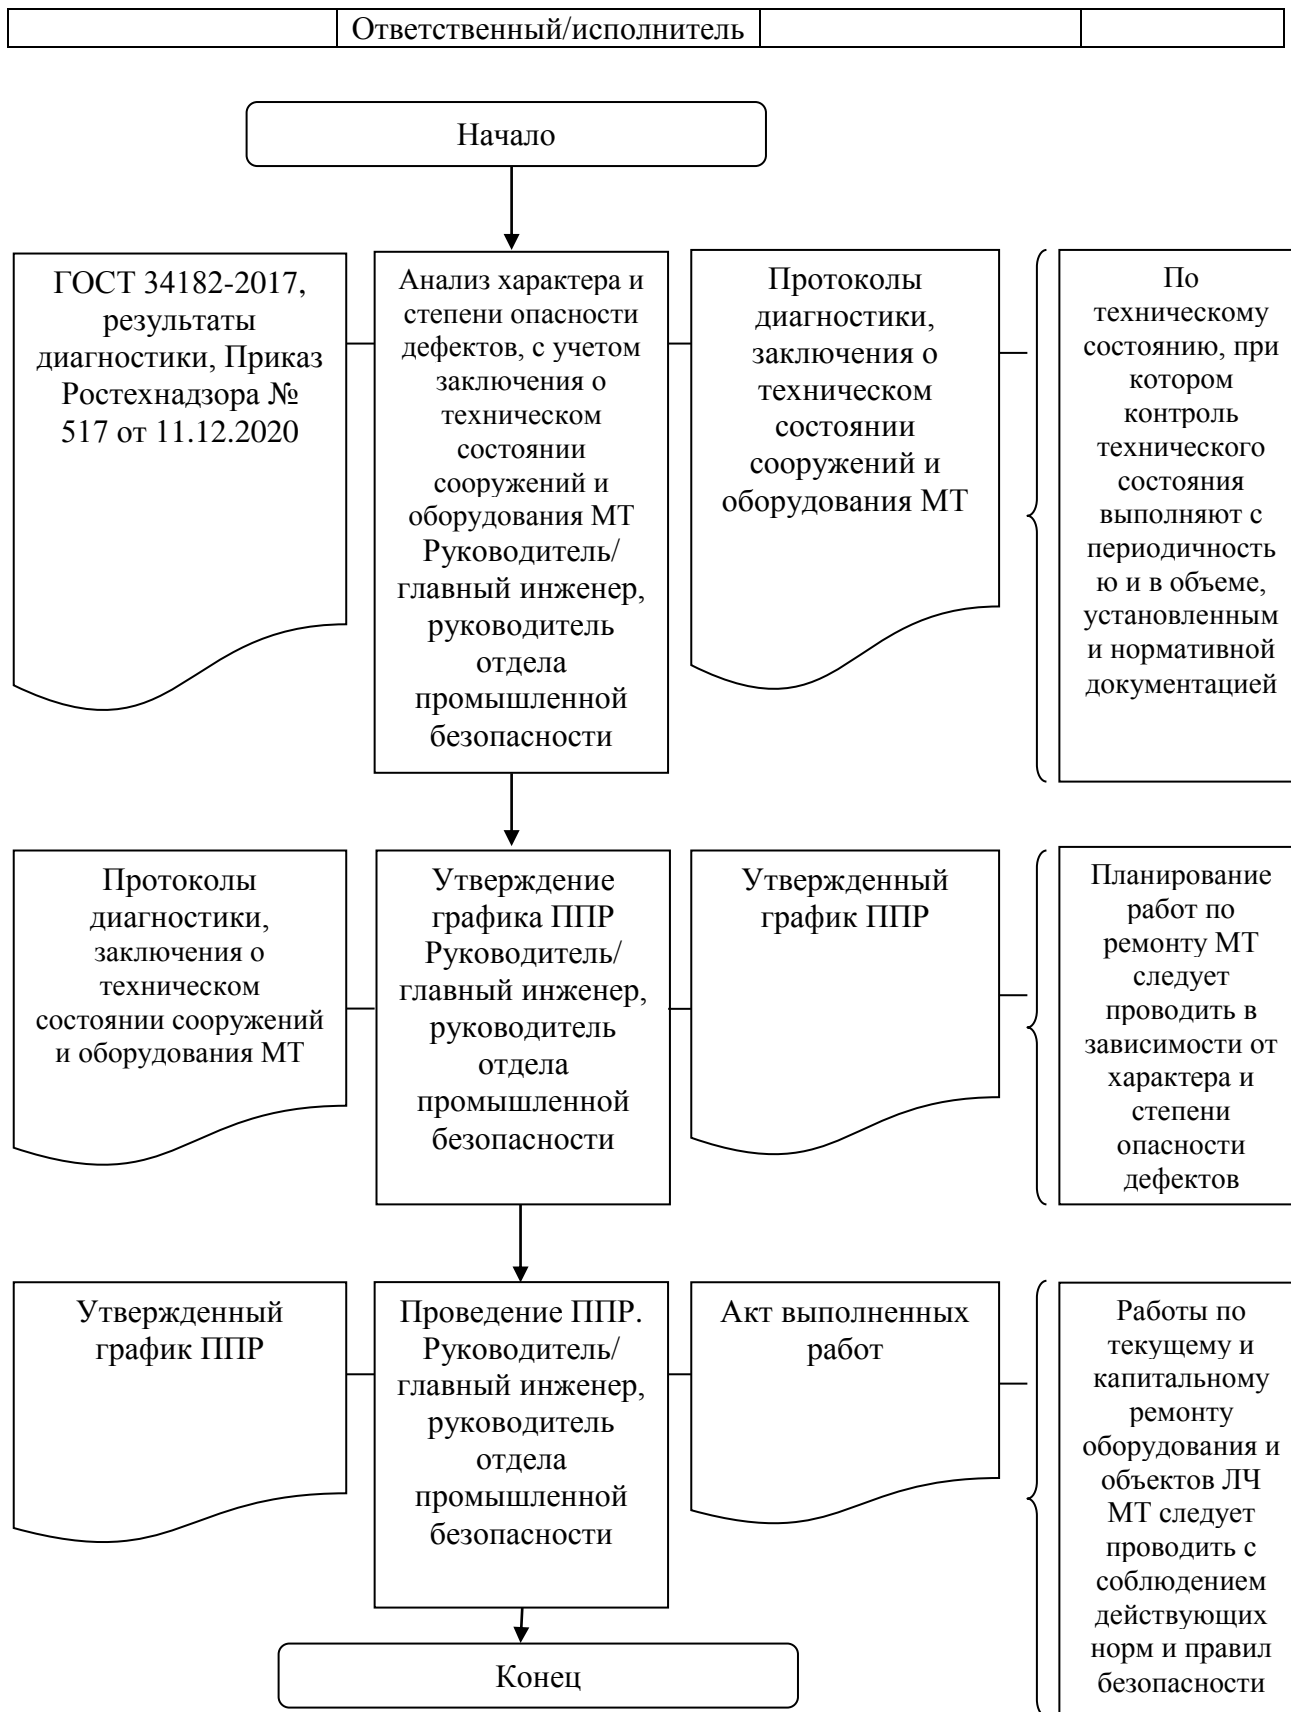 Ответственный/исполнитель
Начало
ГОСТ 34182-2017,
результаты
диагностики, Приказ
Ростехнадзора №
517 от 11.12.2020
Анализ характера и
степени опасности
дефектов, с учетом
заключения о
техническом
состоянии
сооружений и
оборудования МТ
Руководитель/
главный инженер,
руководитель
отдела
промышленной
безопасности
Протоколы
диагностики,
заключения о
техническом
состоянии
сооружений и
оборудования МТ
По
техническому
состоянию, при
котором
контроль
технического
состояния
выполняют с
периодичность
ю и в объеме,
установленным
и нормативной
документацией
Протоколы
диагностики,
заключения о
техническом
состоянии сооружений
и оборудования МТ
Утверждение
графика ППР
Руководитель/
главный инженер,
руководитель
отдела
промышленной
безопасности
Утвержденный
график ППР
Планирование
работ по
ремонту МТ
следует
проводить в
зависимости от
характера и
степени
опасности
дефектов
Утвержденный
график ППР
Проведение ППР.
Руководитель/
главный инженер,
руководитель
отдела
промышленной
безопасности
Акт выполненных
работ
Работы по
текущему и
капитальному
ремонту
оборудования и
объектов ЛЧ
МТ следует
проводить с
соблюдением
действующих
норм и правил
безопасности
Конец